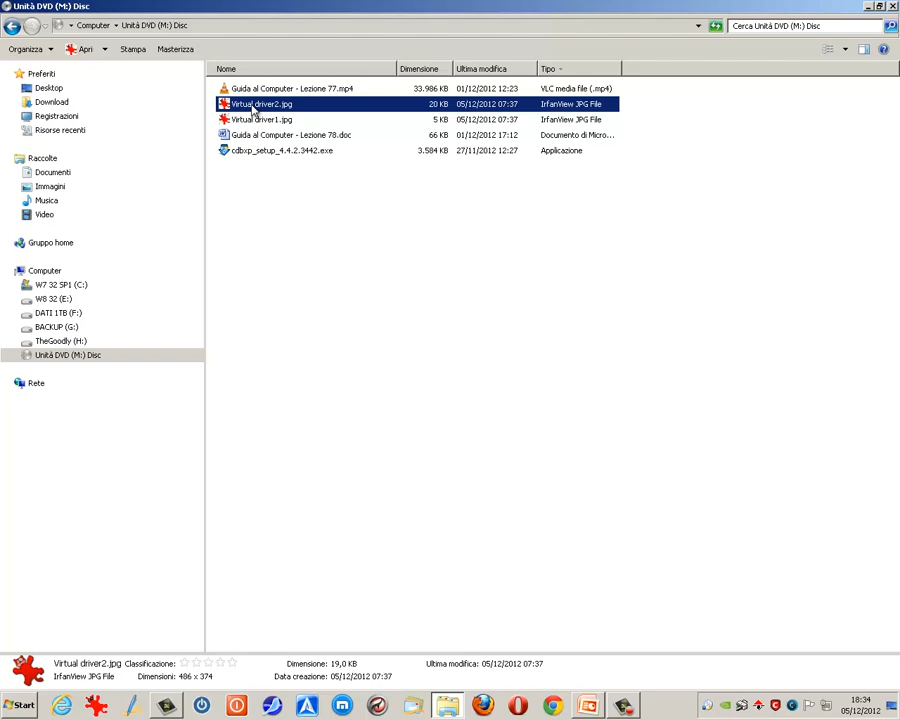 Unità DVD (M:) Disc
Computer Unità DVD (M:) Disc
Cerca Unità DVD (M:) Disc
Organizza Apri Stampa Masterizza
Preferiti
Desktop
Download
Registrazioni
Risorse recenti
Raccolte
Documenti
Immagini
Musica
Video
Gruppo home
Computer
W7 32 SP1 (C:)
W8 32 (E:)
DATI 1TB (F:)
BACKUP (G:)
TheGoodly (H:)
Unità DVD (M:) Disc
Rete
Nome Dimensione Ultima modifica Tipo
Guida al Computer - Lezione 77.mp4 33.986 KB 01/12/2012 12:23 VLC media file (.mp4)
Virtual driver2.jpg 20 KB 05/12/2012 07:37 IrfanView JPG File
Virtual driver1.jpg 5 KB 05/12/2012 07:37 IrfanView JPG File
Guida al Computer - Lezione 78.doc 66 KB 01/12/2012 17:12 Documento di Micro...
cdbxp_setup_4.4.2.3442.exe 3.584 KB 27/11/2012 12:27 Applicazione
Virtual driver2.jpg Classificazione: Dimensione: 19,0 KB Ultima modifica: 05/12/2012 07:37
IrfanView JPG File Dimensioni: 486 x 374 Data creazione: 05/12/2012 07:37
Start
18:34
05/12/2012